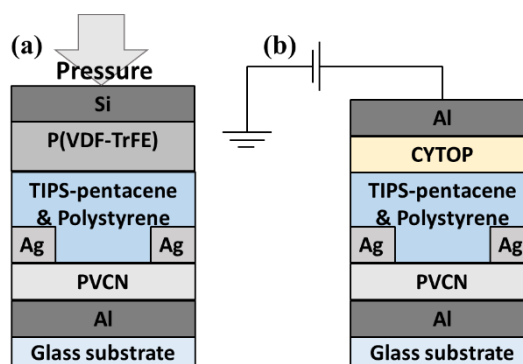 (a)
Pressure
Si
P(VDF-TrFE)
TIPS-pentacene
& Polystyrene
Ag Ag
PVCN
Al
Glass substrate
(b)
Al
CYTOP
TIPS-pentacene
& Polystyrene
Ag Ag
PVCN
Al
Glass substrate